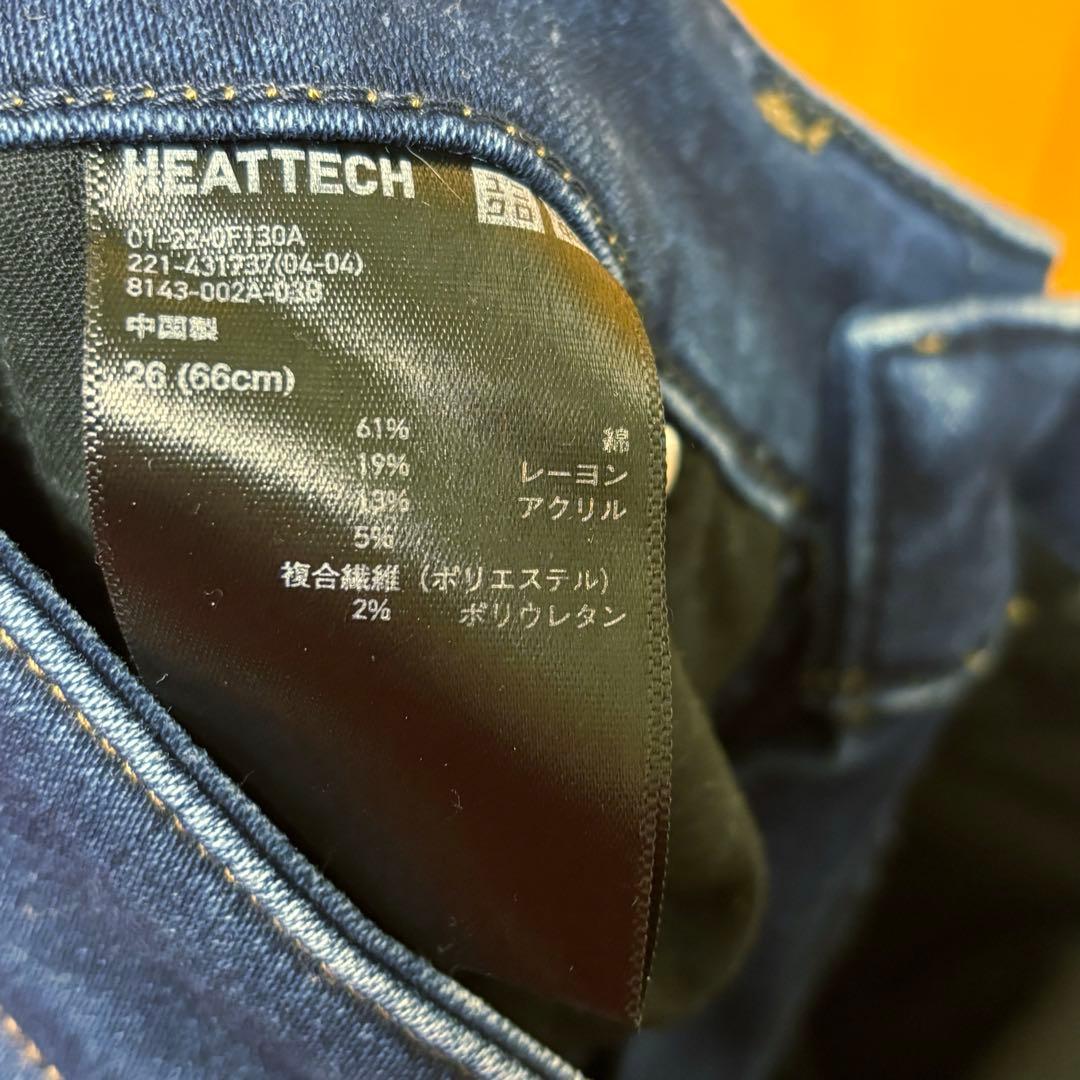 HEATTECH
01-22-0F130A
221-431737(04-04)
8143-002A-03B
中国製
26 (66cm)
61% 綿
19% レーヨン
13% アクリル
5%
複合繊維 (ポリエステル)
2% ポリウレタン